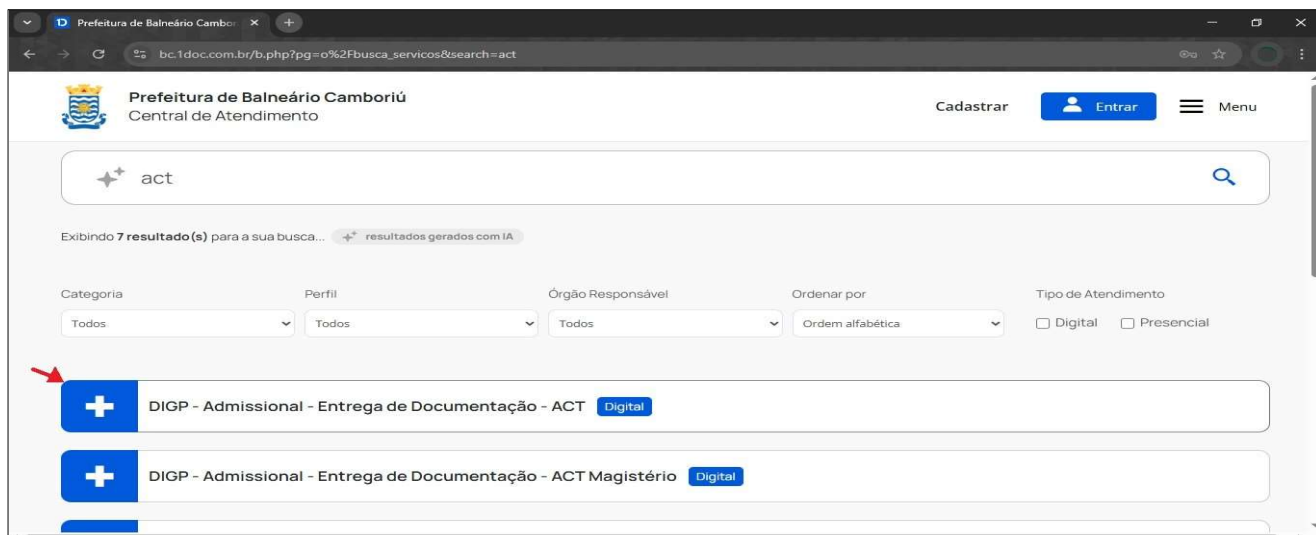 Prefeitura de Balneário Cambor
bc.1doc.com.br/b.php?pg=o%2Fbusca_servicos&search=act
Prefeitura de Balneário Camboriú
Central de Atendimento
Cadastrar Entrar Menu
act
Exibindo 7 resultado(s) para a sua busca... resultados gerados com IA
Categoria Perfil Órgão Responsável Ordenar por Tipo de Atendimento
Todos Todos Todos Ordem alfabética Digital Presencial
DIGP - Admissional - Entrega de Documentação - ACT Digital
DIGP - Admissional - Entrega de Documentação - ACT Magistério Digital